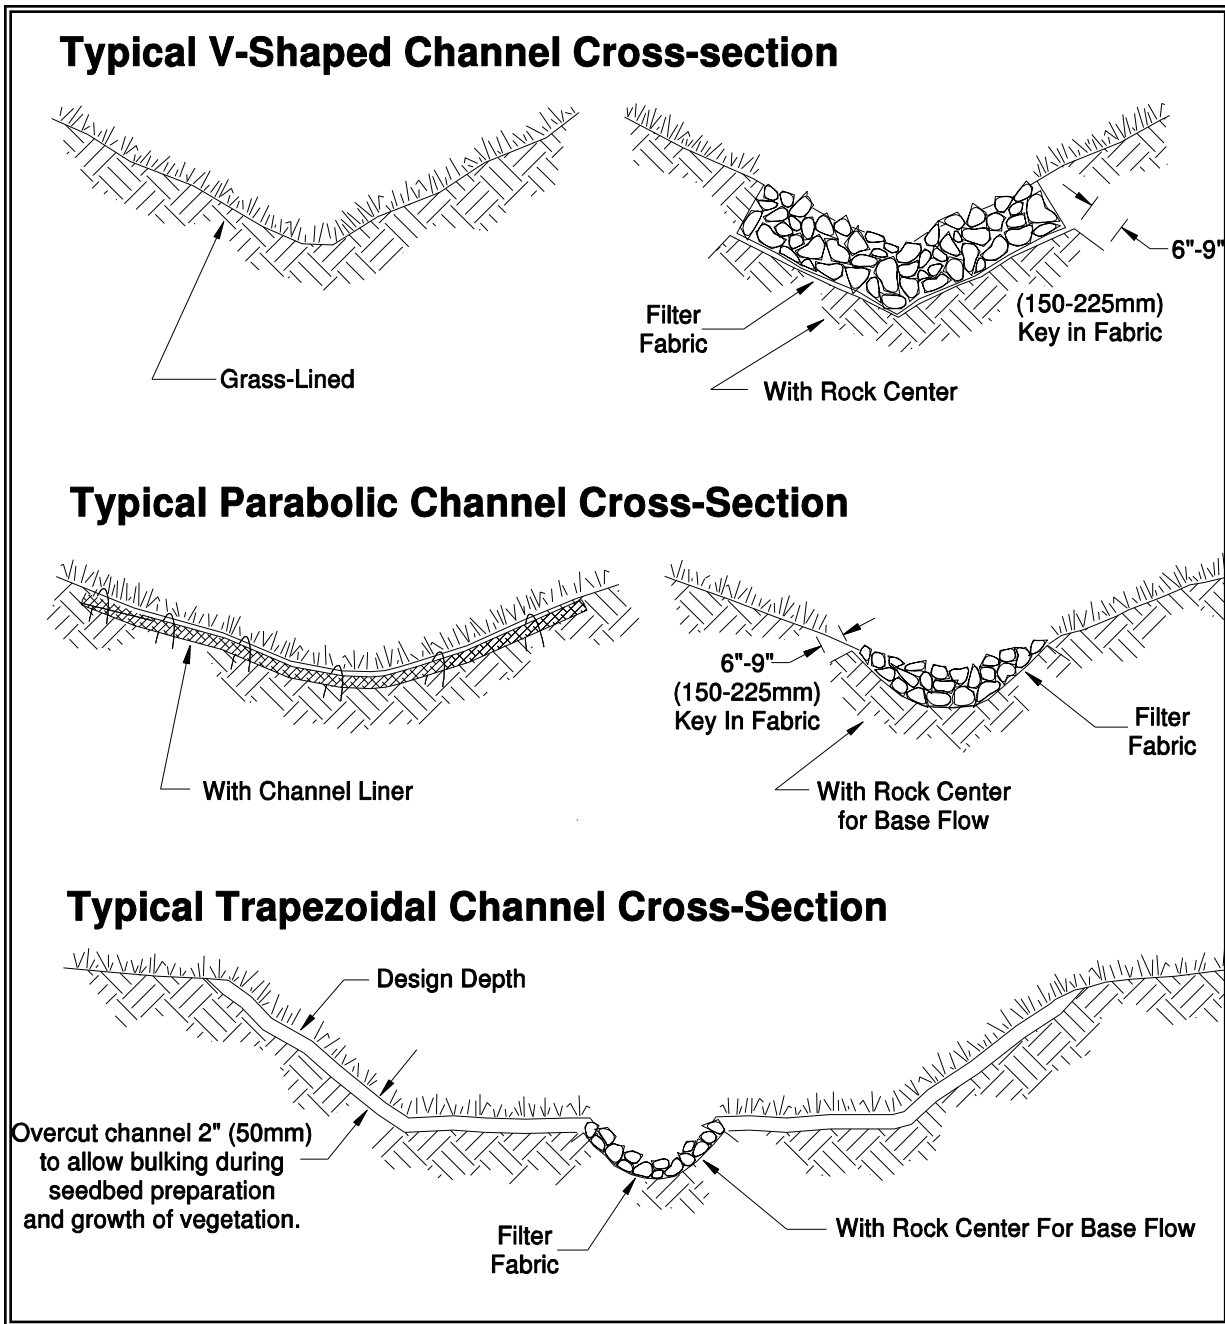 Typical V-Shaped Channel Cross-section
Grass-Lined
Filter
Fabric
With Rock Center
6"-9"
(150-225mm)
Key in Fabric
Typical Parabolic Channel Cross-Section
With Channel Liner
6"-9"
(150-225mm)
Key In Fabric
With Rock Center
for Base Flow
Filter
Fabric
Typical Trapezoidal Channel Cross-Section
Design Depth
Overcut channel 2" (50mm)
to allow bulking during
seedbed preparation
and growth of vegetation.
Filter
Fabric
With Rock Center For Base Flow